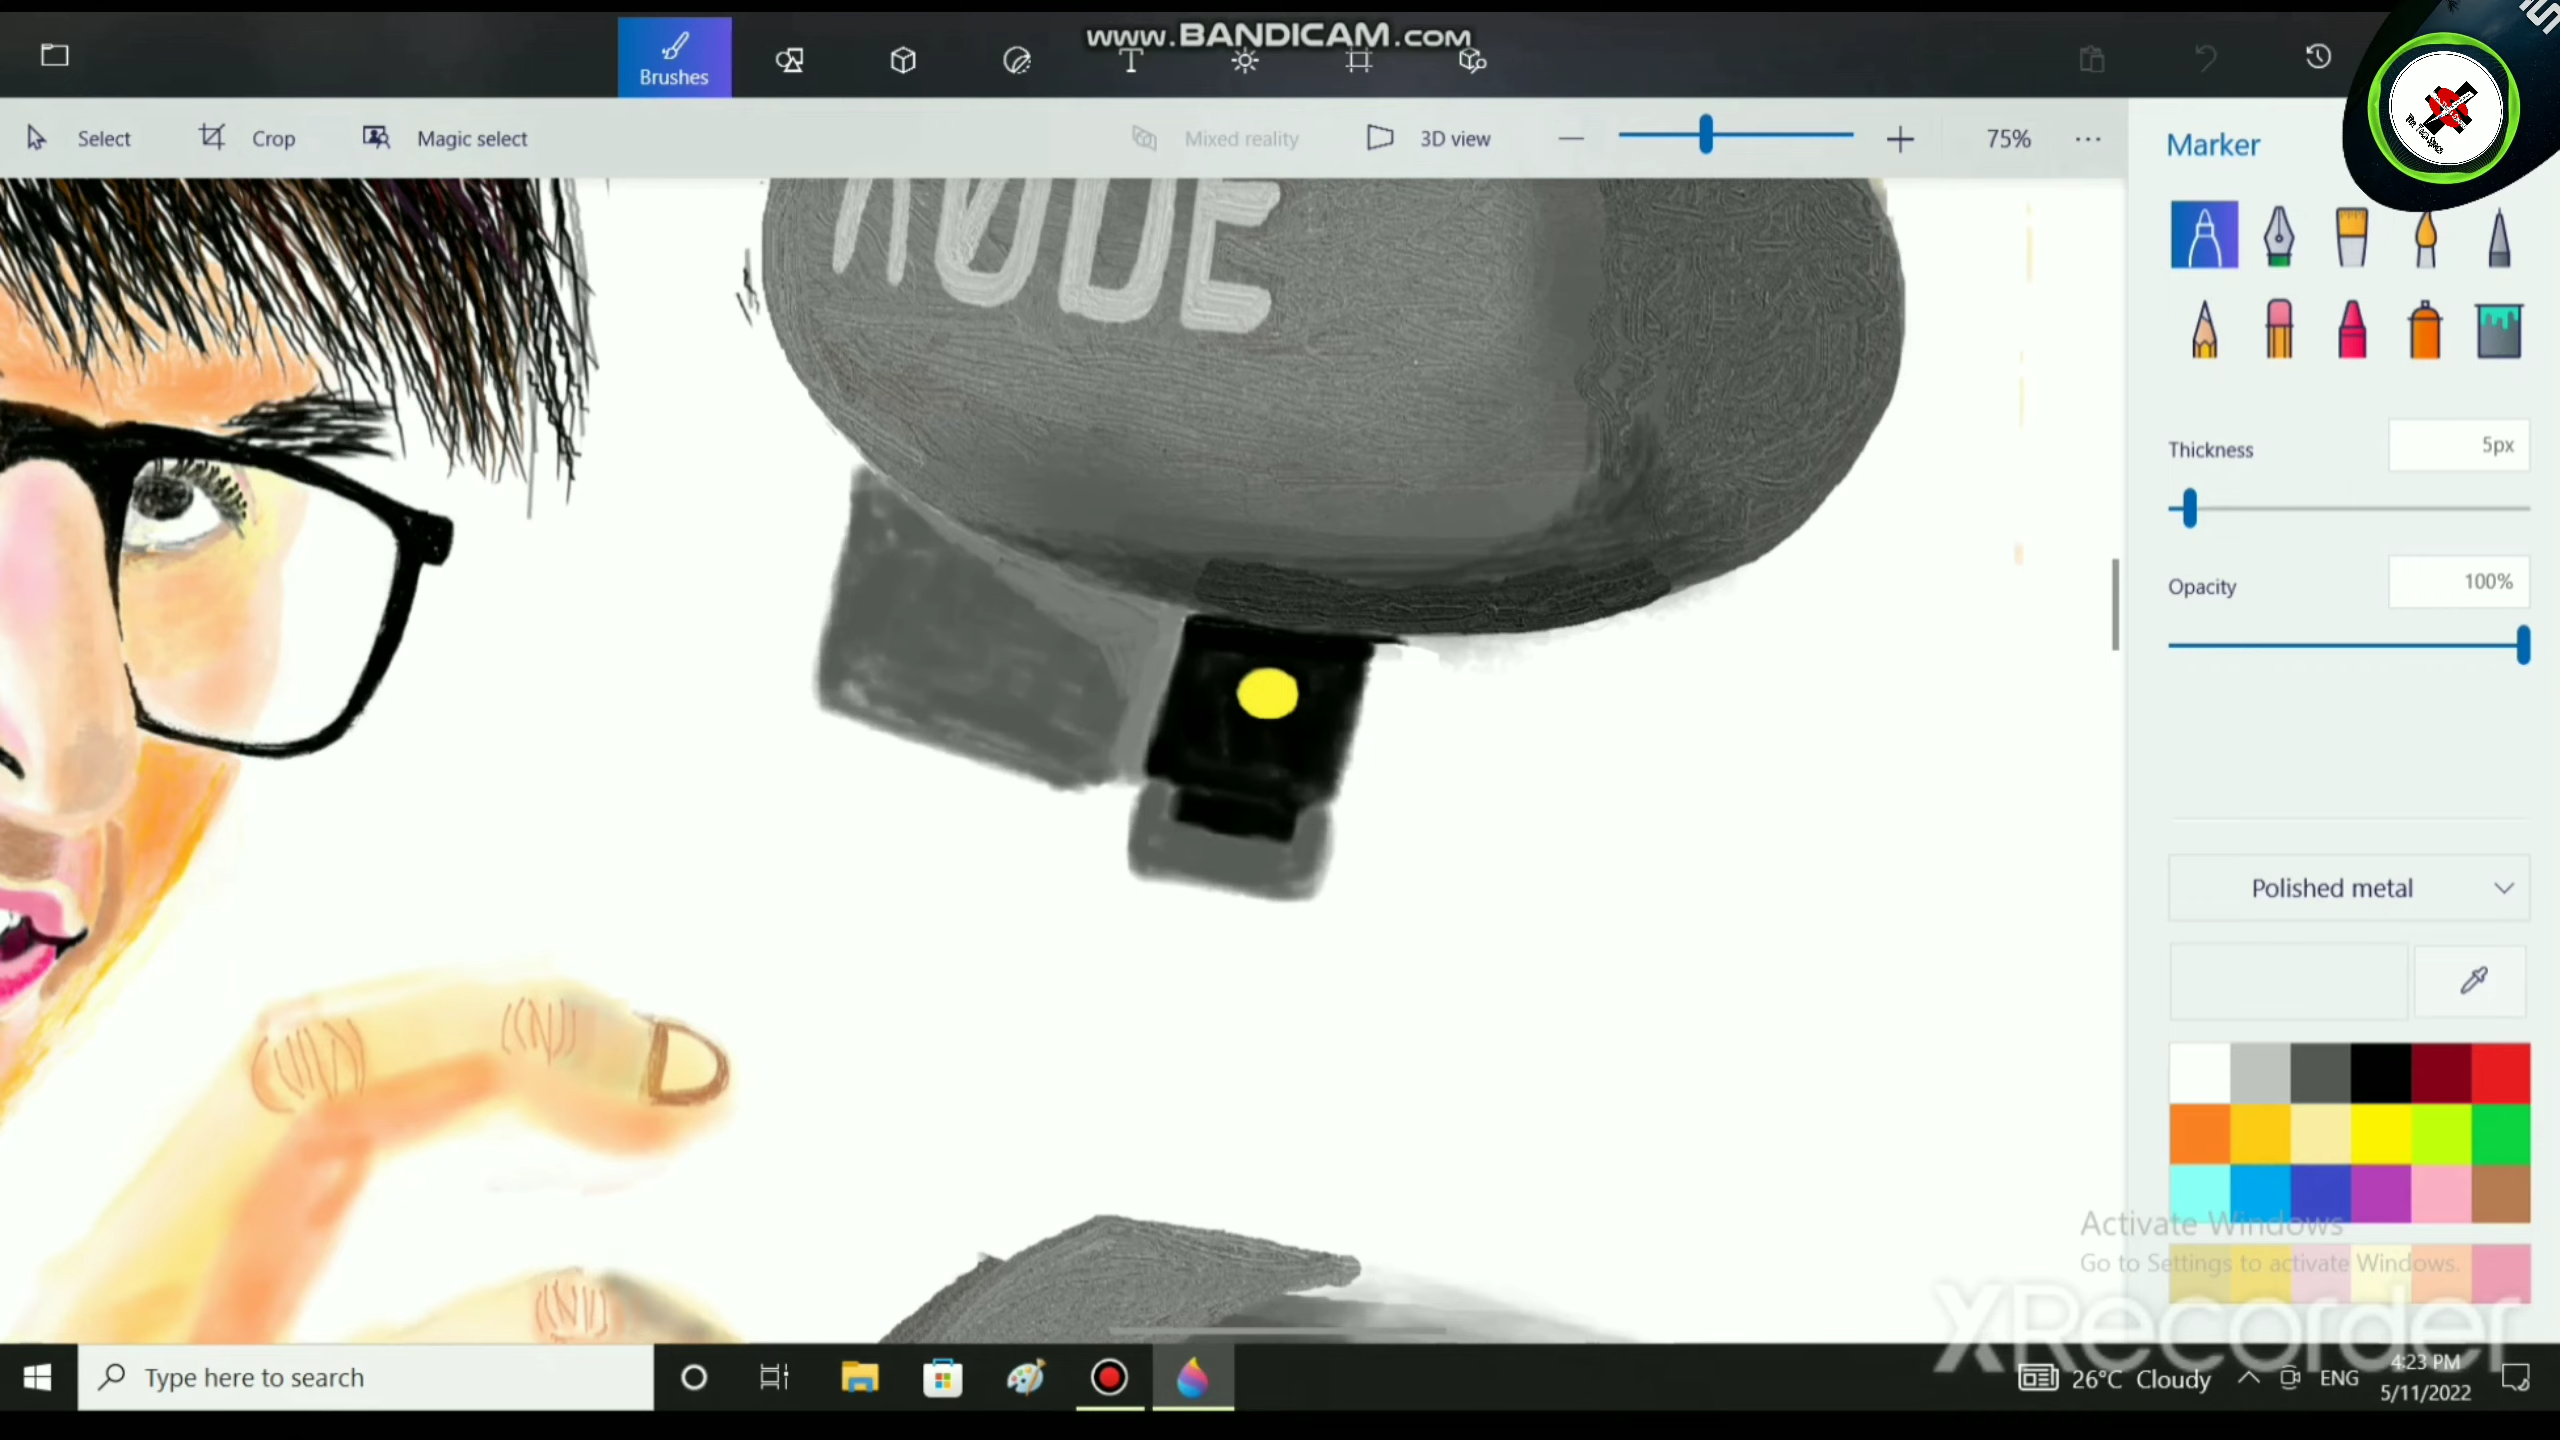 www.BANDICAM.com
Brushes
Select
Crop
Magic select
Mixed reality
3D view
75%
Marker
RØDE
Thickness
5px
Opacity
100%
Polished metal
Activate Windows
Go to Settings to activate Windows.
XRecorder
Type here to search
26°C Cloudy
ENG
4:23 PM
5/11/2022